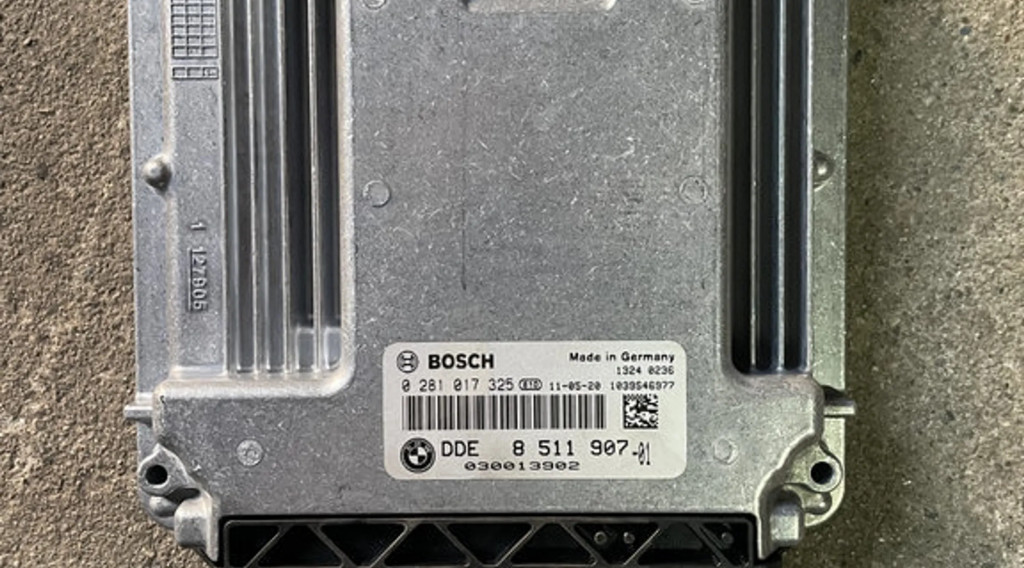 1 127906
BOSCH
Made in Germany
1324 0236
0 281 017 325 11-05-20 1039S46977
DDE 8 511 907-01
030013902